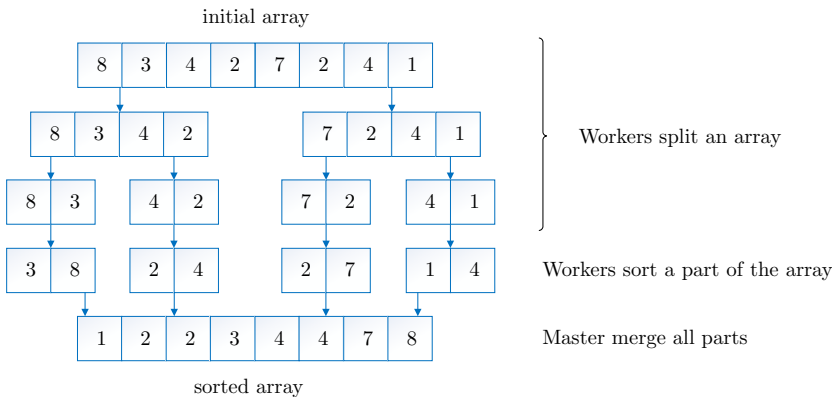 initial array
8 3 4 2 7 2 4 1
8 3 4 2 7 2 4 1
Workers split an array
8 3 4 2 7 2 4 1
3 8 2 4 2 7 1 4
Workers sort a part of the array
1 2 2 3 4 4 7 8
Master merge all parts
sorted array